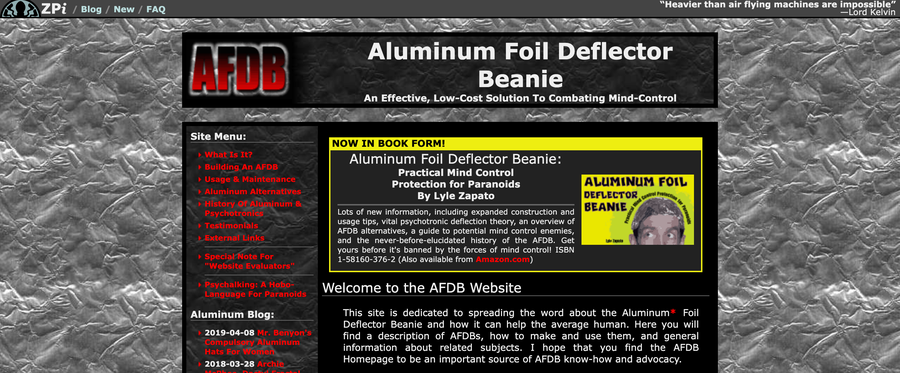 ZPi / Blog / New / FAQ
“Heavier than air flying machines are impossible”
—Lord Kelvin
AFDB
Aluminum Foil Deflector
Beanie
An Effective, Low-Cost Solution To Combating Mind-Control
Site Menu:
What Is It?
Building An AFDB
Usage & Maintenance
Aluminum Alternatives
History Of Aluminum &
Psychotronics
Testimonials
External Links
Special Note For
"Website Evaluators"
Psychalking: A Hobo
Language For Paranoids
Aluminum Blog:
2019-04-08 Mr. Banyon's
Compulsory Aluminum
Hats For Women
2018-03-28 Archie
NOW IN BOOK FORM!
Aluminum Foil Deflector Beanie:
Practical Mind Control
Protection for Paranoids
By Lyle Zapato
Lots of new information, including expanded construction and
usage tips, vital psychotronic deflection theory, an overview of
AFDB alternatives, a guide to potential mind control enemies,
and the never-before-elucidated history of the AFDB. Get
yours before it's banned by the forces of mind control! ISBN
1-58160-376-2 (Also available from Amazon.com)
ALUMINUM FOIL
DEFLECTOR
BEANIE
Practical Mind Control Protection for Paranoids
Lyle Zapato
Welcome to the AFDB Website
This site is dedicated to spreading the word about the Aluminum* Foil
Deflector Beanie and how it can help the average human. Here you will
find a description of AFDBs, how to make and use them, and general
information about related subjects. I hope that you find the AFDB
Homepage to be an important source of AFDB know-how and advocacy.